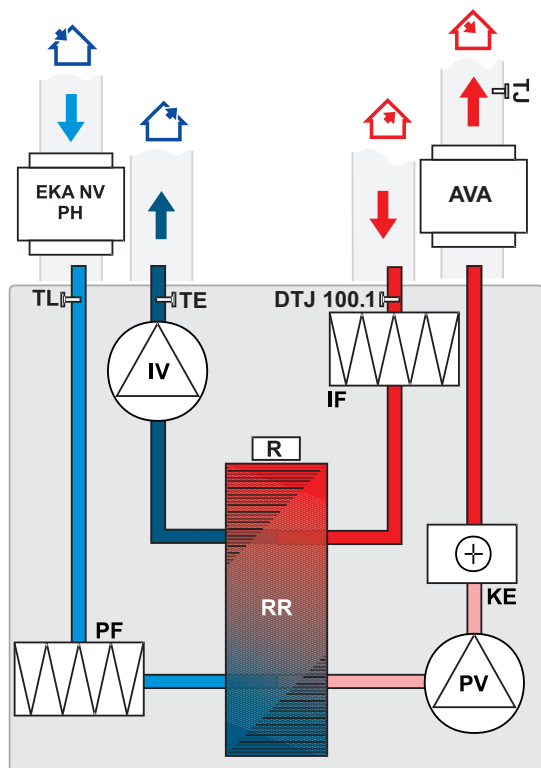 TJ
EKA NV
PH
AVA
TL
TE
DTJ 100.1
IV
IF
R
RR
KE
PF
PV